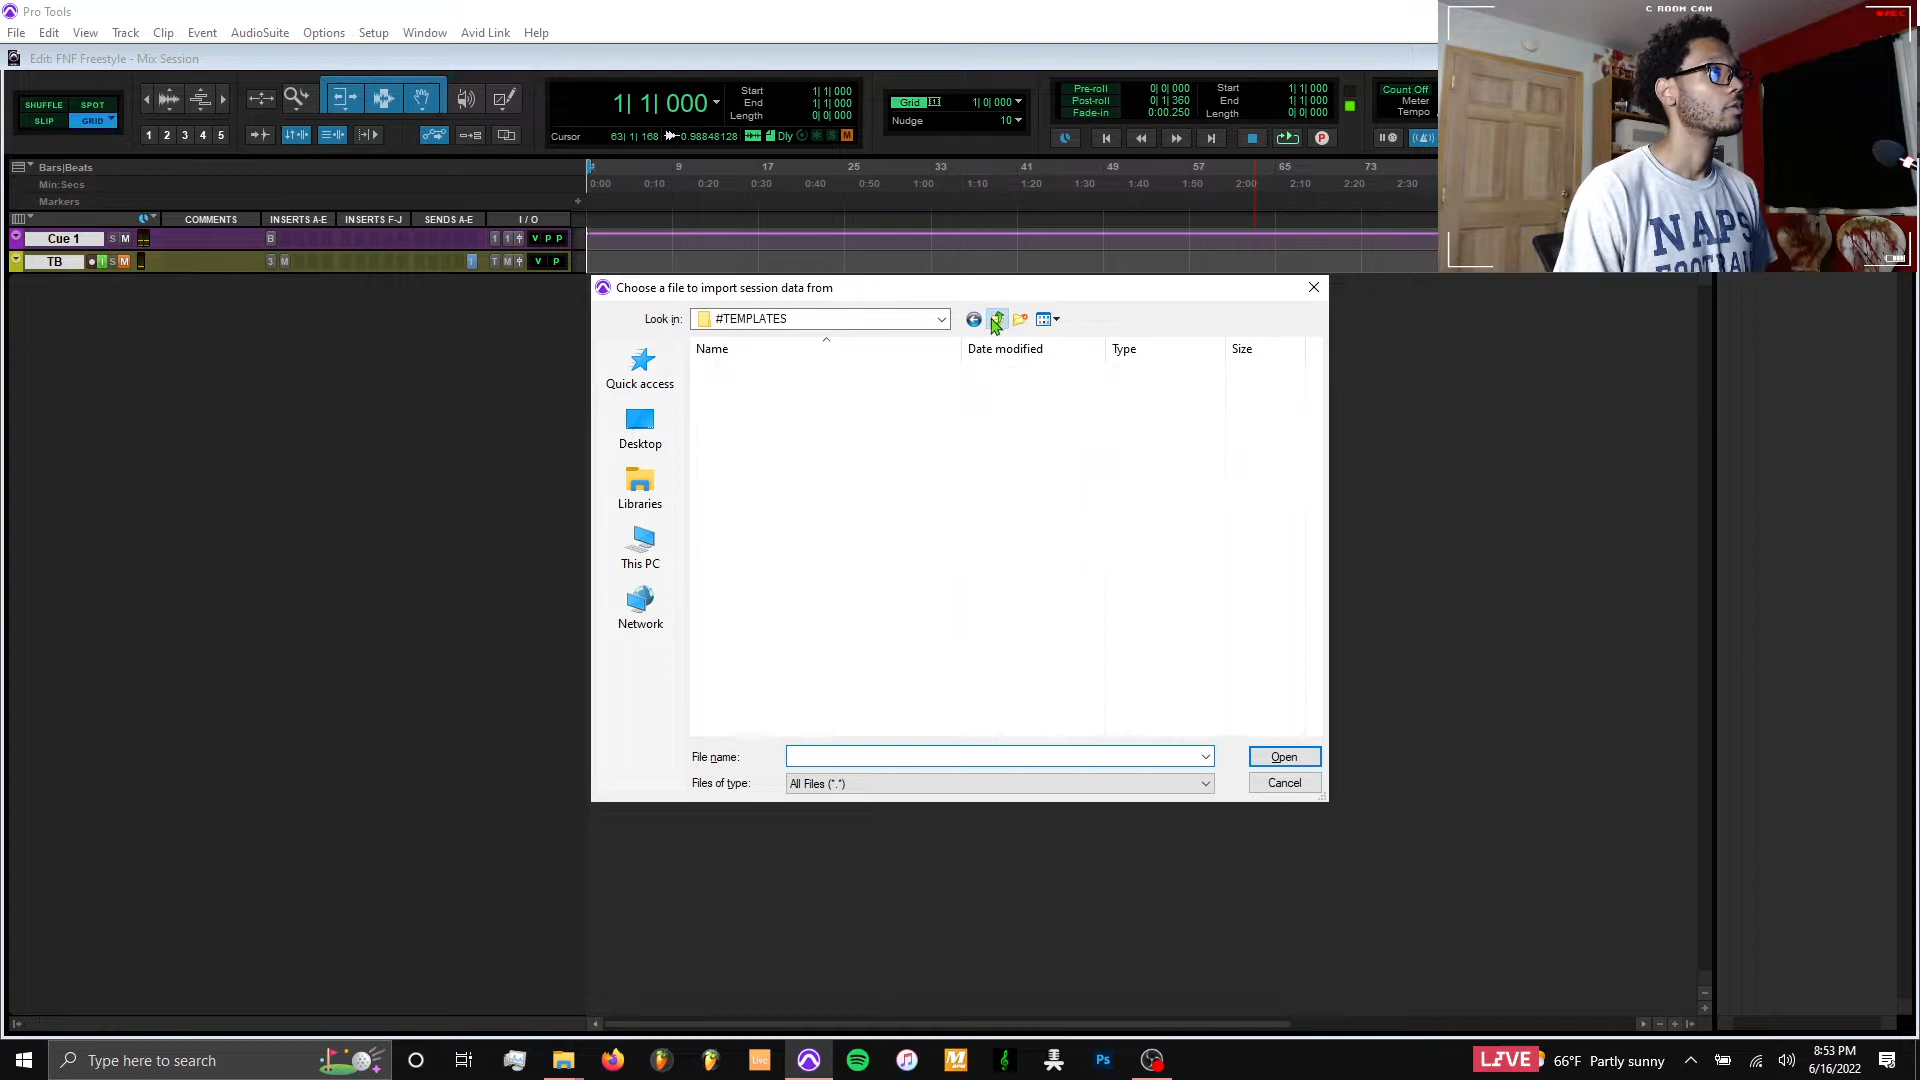 Pro Tools
File Edit View Track Clip Event AudioSuite Options Setup Window Avid Link Help
Edit: FNF Freestyle - Mix Session
C ROOM CAM
SHUFFLE SPOT
SLIP GRID
1 2 3 4 5
1| 1| 000
Start 1| 1| 000
End 1| 1| 000
Length 0| 0| 000
Cursor 63| 1| 168 -0.98848128 Dly S M
Grid 1| 0| 000
Nudge 10
Pre-roll 0| 0| 000
Post-roll 0| 1| 360
Fade-in 0:00.250
Start 1| 1| 000
End 1| 1| 000
Length 0| 0| 000
Count Off
Meter
Tempo
Bars|Beats 9 17 25 33 41 49 57 65 73
Min:Secs 0:00 0:10 0:20 0:30 0:40 0:50 1:00 1:10 1:20 1:30 1:40 1:50 2:00 2:10 2:20 2:30
Markers
COMMENTS INSERTS A-E INSERTS F-J SENDS A-E I / O
Cue 1 S M B 1 1 V P P
TB I S M 3 M T M V P
NAPS
FOOTBALL
Choose a file to import session data from
Look in: #TEMPLATES
Name Date modified Type Size
Quick access
Desktop
Libraries
This PC
Network
File name:
Open
Files of type: All Files (*.*)
Cancel
Type here to search
Live
Ps
LIVE
66°F Partly sunny
8:53 PM
6/16/2022